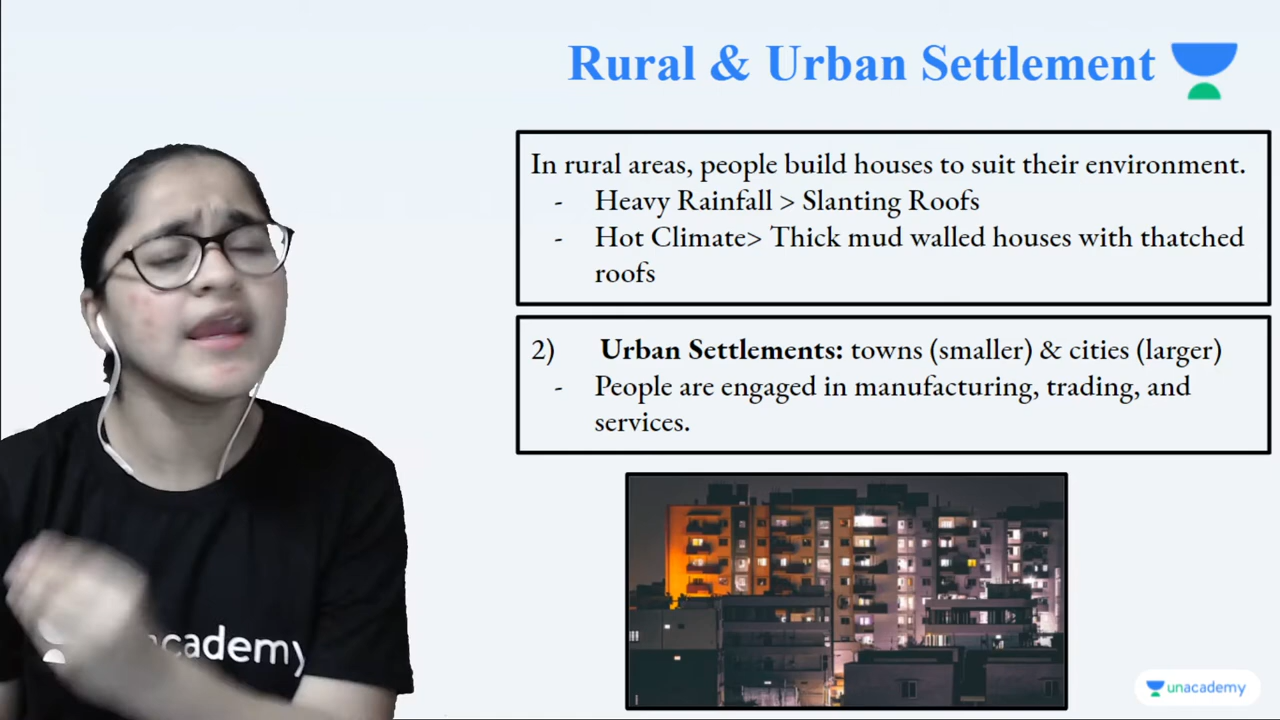 Rural & Urban Settlement
In rural areas, people build houses to suit their environment.
- Heavy Rainfall > Slanting Roofs
- Hot Climate> Thick mud walled houses with thatched
roofs
2) Urban Settlements: towns (smaller) & cities (larger)
- People are engaged in manufacturing, trading, and
services.
unacademy
unacademy